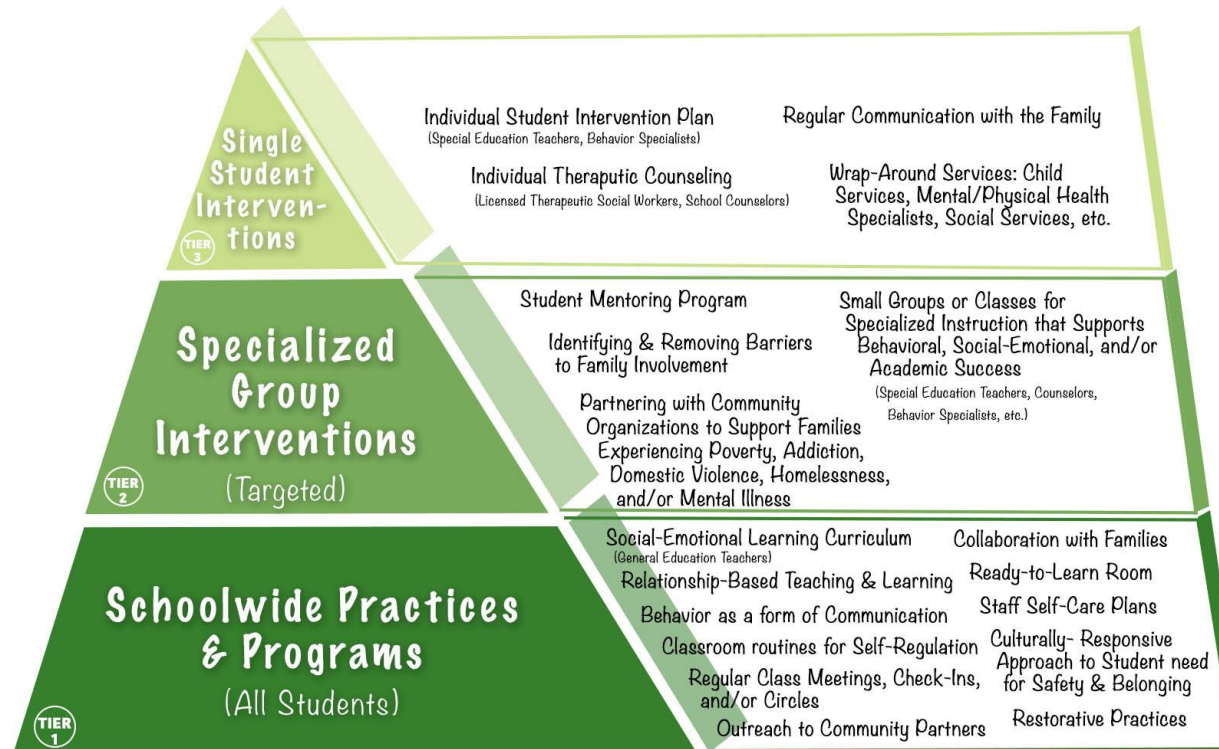 Single
Student
Interven-
tions
TIER
3
Individual Student Intervention Plan
(Special Education Teachers, Behavior Specialists)
Individual Theraputic Counseling
(Licensed Therapeutic Social Workers, School Counselors)
Regular Communication with the Family
Wrap-Around Services: Child
Services, Mental/Physical Health
Specialists, Social Services, etc.
Specialized
Group
Interventions
(Targeted)
TIER
2
Student Mentoring Program
Identifying & Removing Barriers
to Family Involvement
Partnering with Community
Organizations to Support Families
Experiencing Poverty, Addiction,
Domestic Violence, Homelessness,
and/or Mental Illness
Small Groups or Classes for
Specialized Instruction that Supports
Behavioral, Social-Emotional, and/or
Academic Success
(Special Education Teachers, Counselors,
Behavior Specialists, etc.)
Schoolwide Practices
& Programs
(All Students)
TIER
1
Social-Emotional Learning Curriculum
(General Education Teachers)
Relationship-Based Teaching & Learning
Behavior as a form of Communication
Classroom routines for Self-Regulation
Regular Class Meetings, Check-Ins,
and/or Circles
Outreach to Community Partners
Collaboration with Families
Ready-to-Learn Room
Staff Self-Care Plans
Culturally- Responsive
Approach to Student need
for Safety & Belonging
Restorative Practices